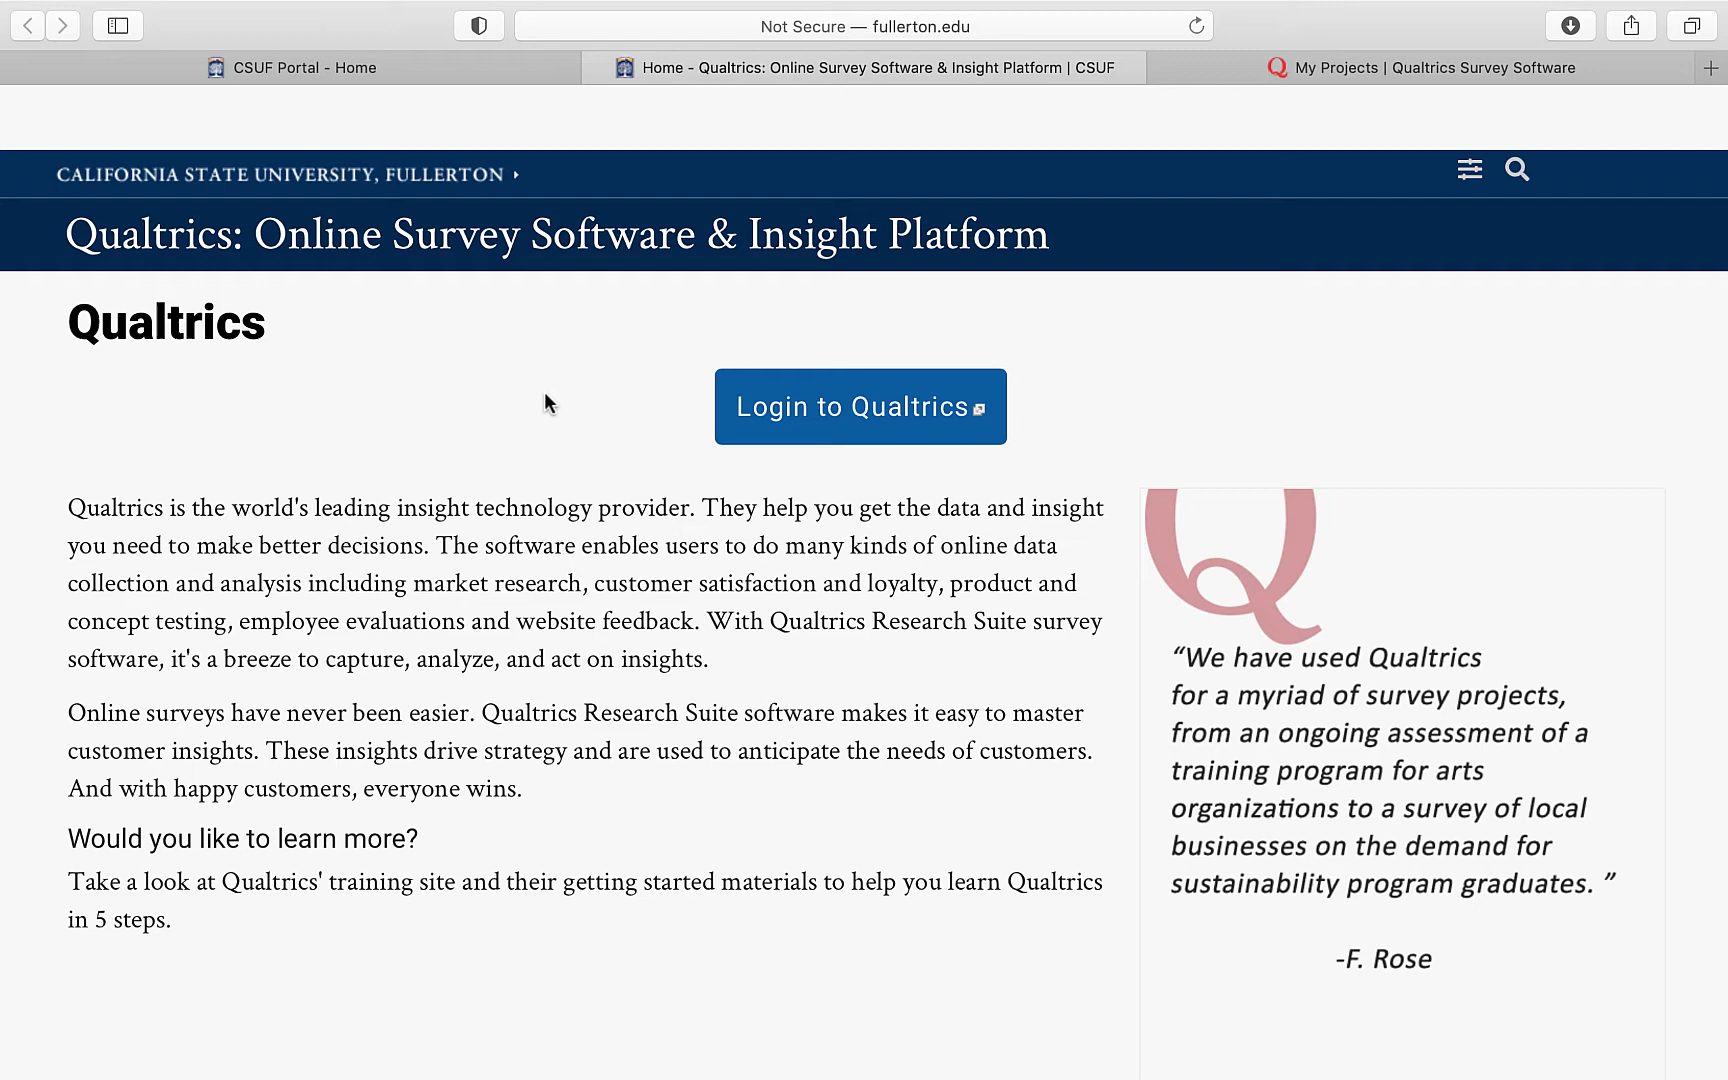 Not Secure — fullerton.edu
CSUF Portal - Home
Home - Qualtrics: Online Survey Software & Insight Platform | CSUF
Q My Projects | Qualtrics Survey Software
CALIFORNIA STATE UNIVERSITY, FULLERTON
Qualtrics: Online Survey Software & Insight Platform
Qualtrics
Login to Qualtrics
Qualtrics is the world's leading insight technology provider. They help you get the data and insight
you need to make better decisions. The software enables users to do many kinds of online data
collection and analysis including market research, customer satisfaction and loyalty, product and
concept testing, employee evaluations and website feedback. With Qualtrics Research Suite survey
software, it's a breeze to capture, analyze, and act on insights.
Online surveys have never been easier. Qualtrics Research Suite software makes it easy to master
customer insights. These insights drive strategy and are used to anticipate the needs of customers.
And with happy customers, everyone wins.
Would you like to learn more?
Take a look at Qualtrics' training site and their getting started materials to help you learn Qualtrics
in 5 steps.
Q
“We have used Qualtrics
for a myriad of survey projects,
from an ongoing assessment of a
training program for arts
organizations to a survey of local
businesses on the demand for
sustainability program graduates. ”
-F. Rose